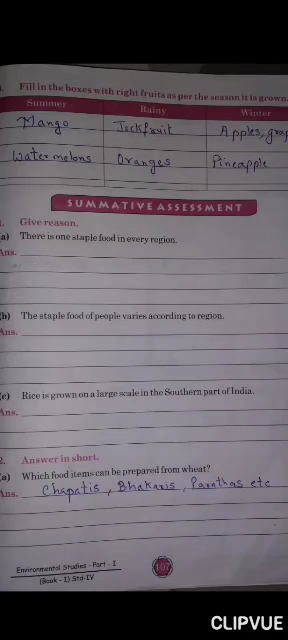 Fill in the boxes with right fruits as per the season it is grown.
Summer Rainy Winter
Mango Jackfruit Apples,
Watermelons Oranges Pineapple
SUMMATIVE ASSESSMENT
Give reason.
(a) There is one staple food in every region.
Ans.
(b) The staple food of people varies according to region.
Ans.
(c) Rice is grown on a large scale in the Southern part of India.
Ans.
2. Answer in short.
(a) Which food items can be prepared from wheat?
Ans. Chapatis, Bhakaris, Parathas etc
Environmental Studies - Part - I
(Book - I) Std-IV
107
CLIPVUE